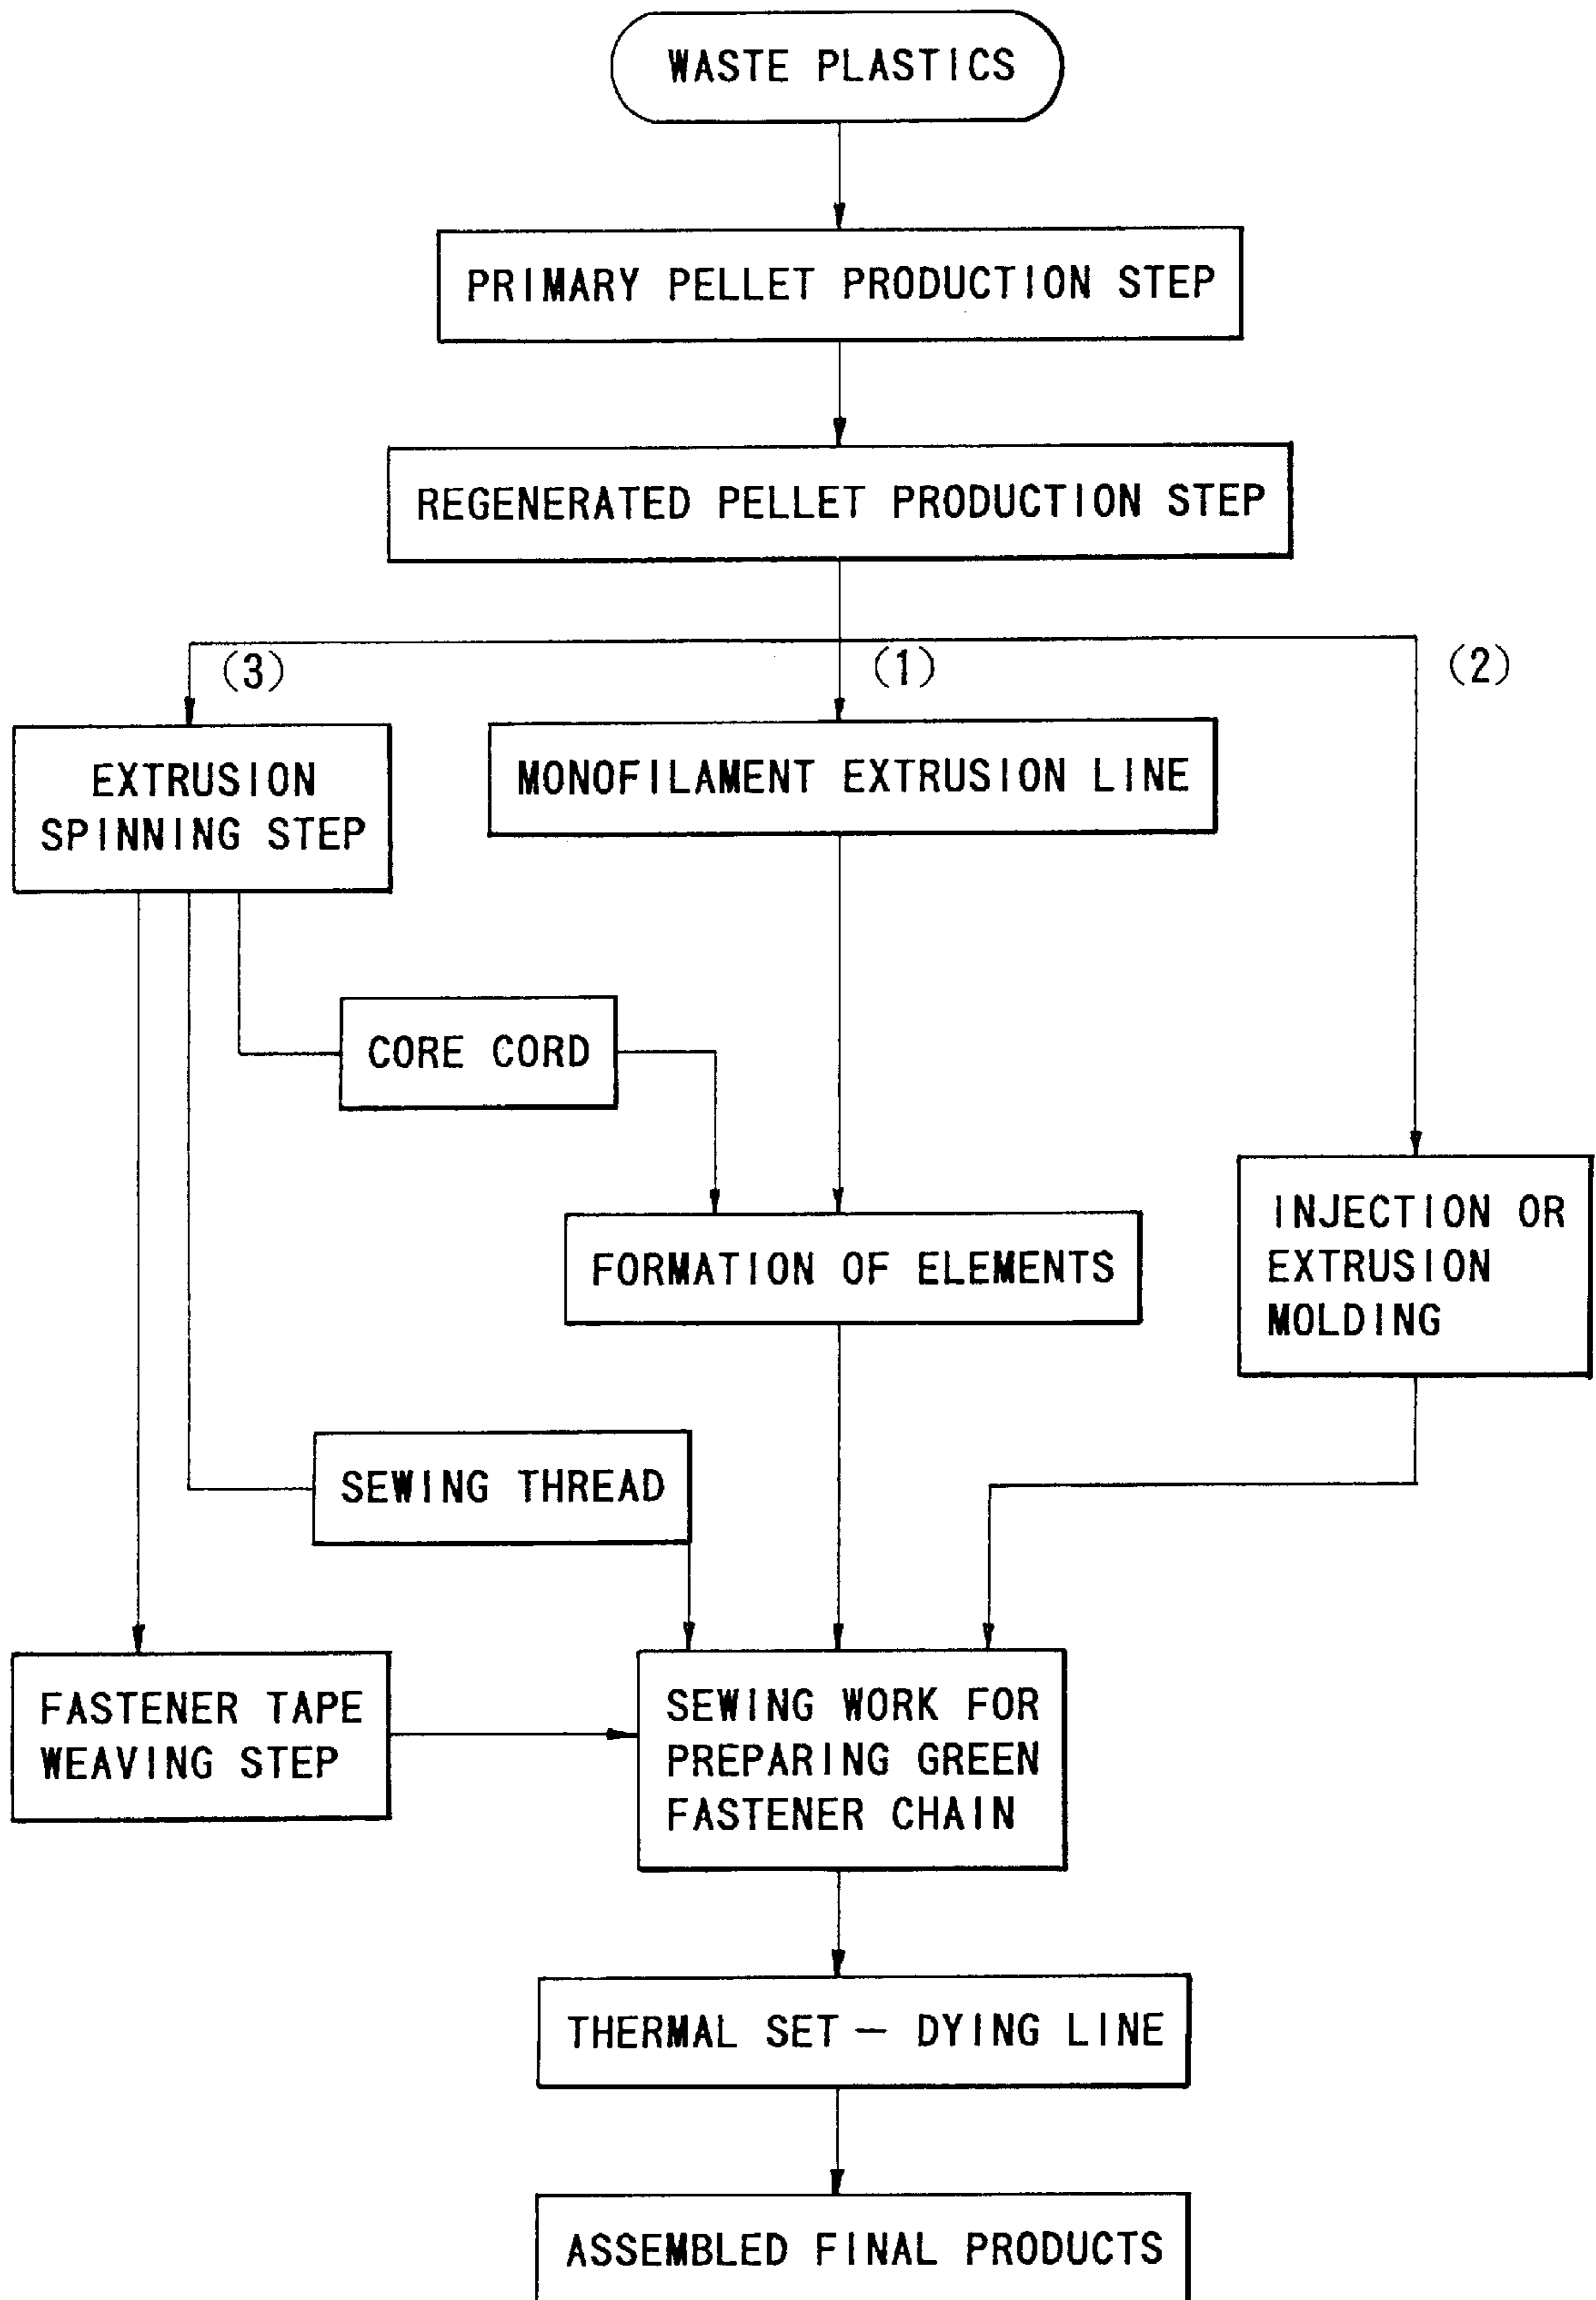 WASTE PLASTICS
PRIMARY PELLET PRODUCTION STEP
REGENERATED PELLET PRODUCTION STEP
(3)
(1)
(2)
EXTRUSION
SPINNING STEP
MONOFILAMENT EXTRUSION LINE
CORE CORD
FORMATION OF ELEMENTS
INJECTION OR
EXTRUSION
MOLDING
SEWING THREAD
FASTENER TAPE
WEAVING STEP
SEWING WORK FOR
PREPARING GREEN
FASTENER CHAIN
THERMAL SET — DYING LINE
ASSEMBLED FINAL PRODUCTS